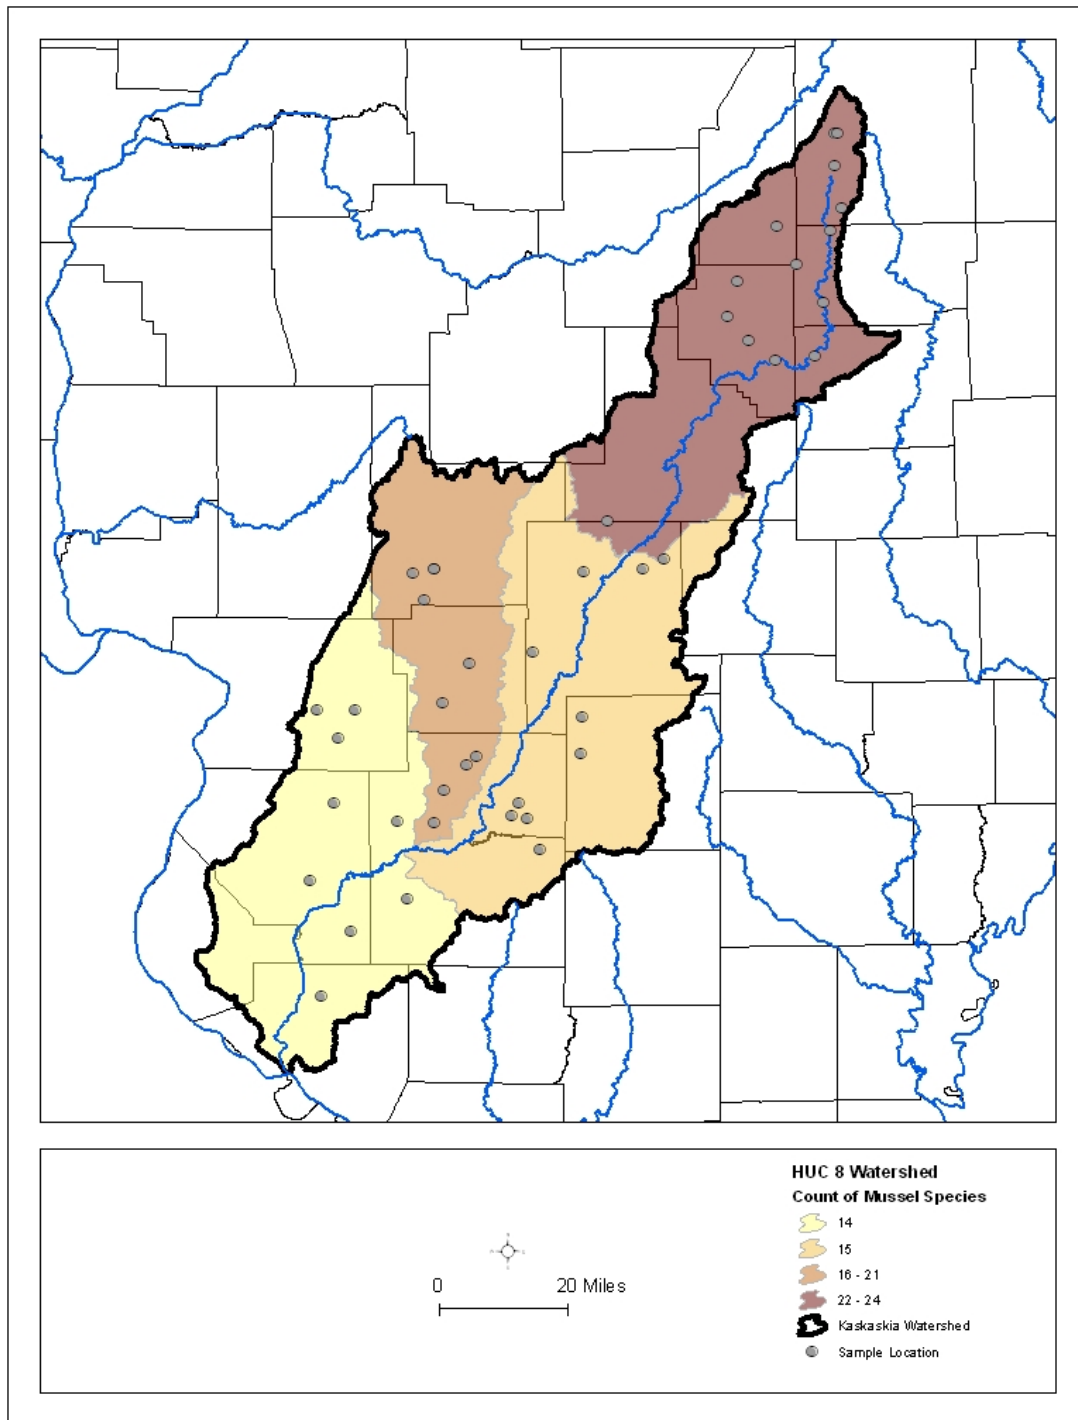 HUC 8 Watershed
Count of Mussel Species
14
15
16 - 21
22 - 24
Kaskaskia Watershed
Sample Location
0 20 Miles